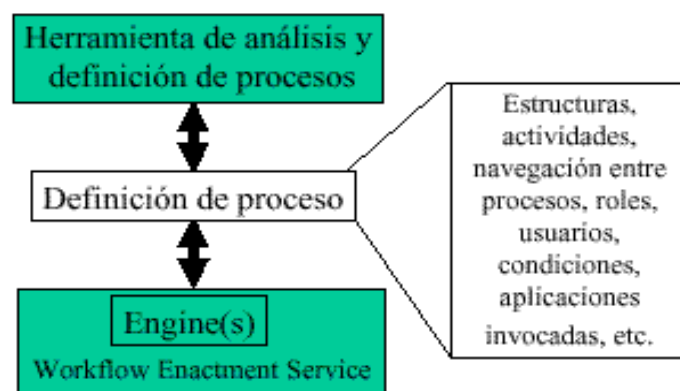 Herramienta de análisis y
definición de procesos
Definición de proceso
Engine(s)
Workflow Enactment Service
Estructuras,
actividades,
navegación entre
procesos, roles,
usuarios,
condiciones,
aplicaciones
invocadas, etc.